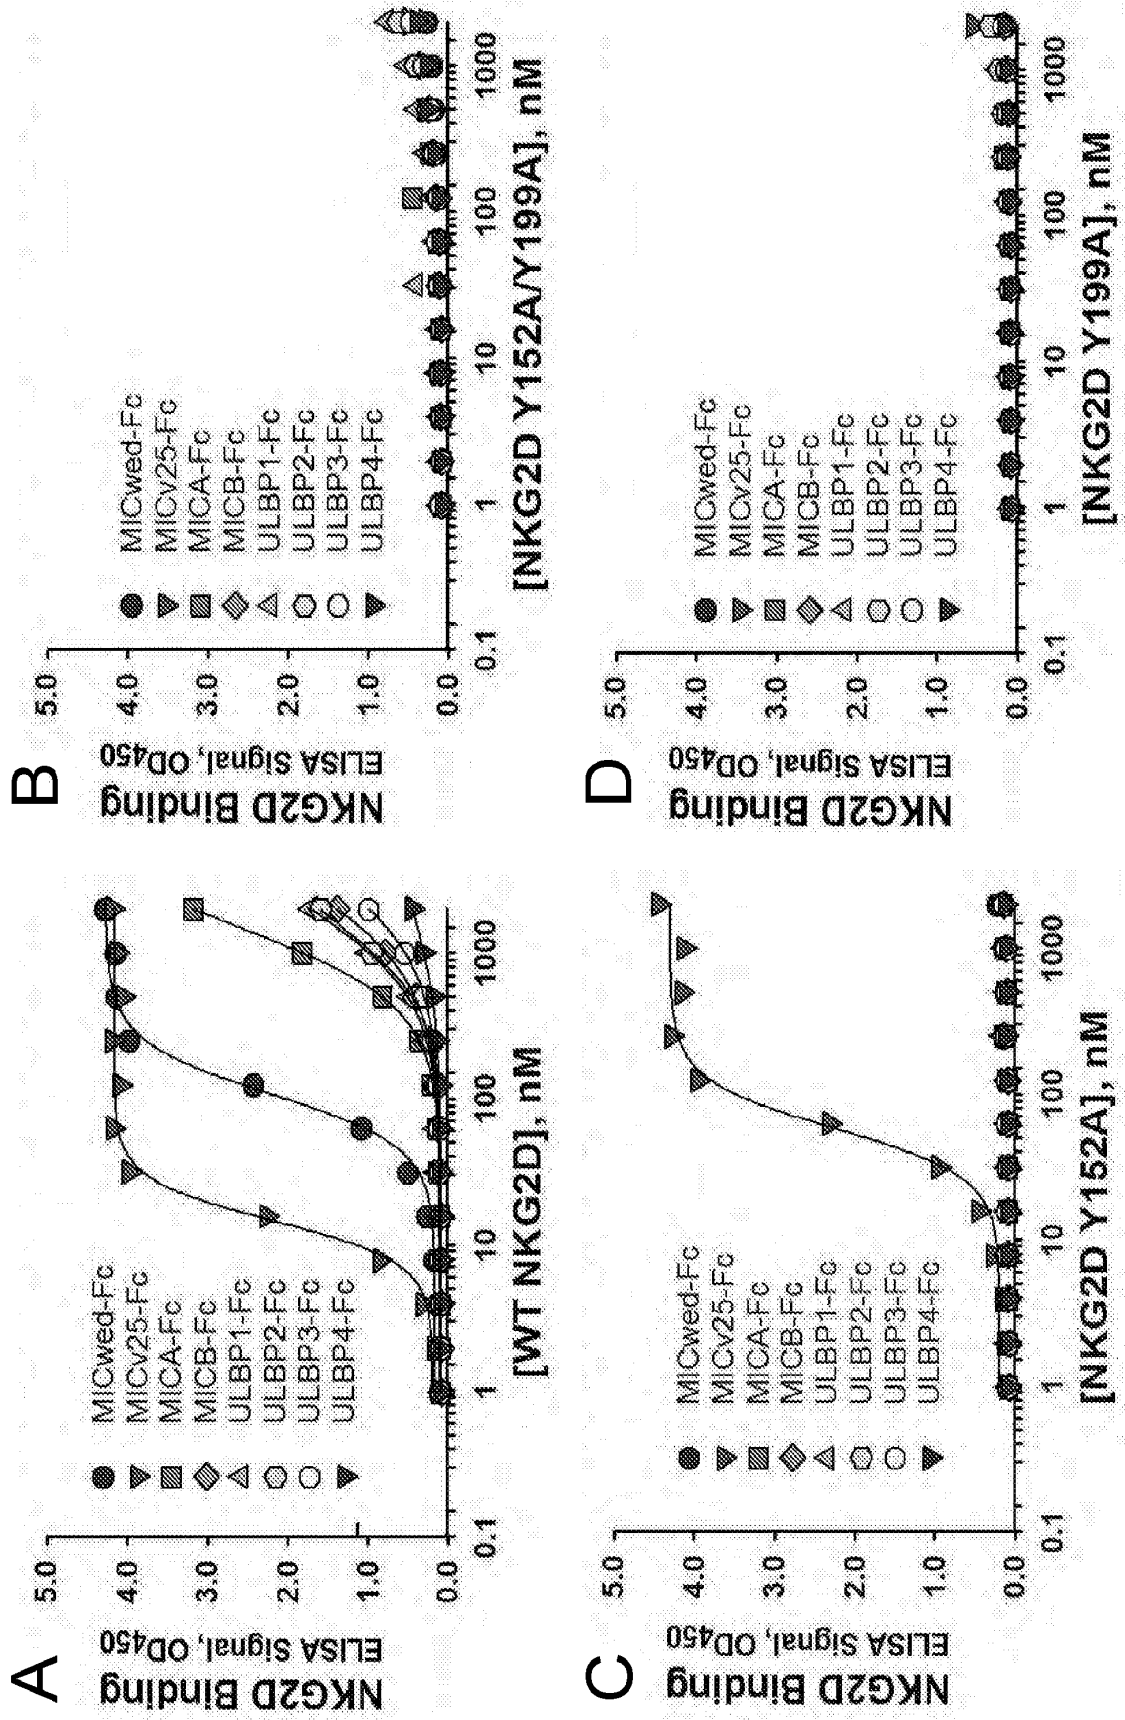 A
NKG2D Binding
ELISA Signal, OD450
5.0
4.0
3.0
2.0
1.0
0.0
MICwed-Fc
MICv25-Fc
MICA-Fc
MICB-Fc
ULBP1-Fc
ULBP2-Fc
ULBP3-Fc
ULBP4-Fc
0.1
1
10
100
1000
[WT NKG2D], nM
B
NKG2D Binding
ELISA Signal, OD450
5.0
4.0
3.0
2.0
1.0
0.0
MICwed-Fc
MICv25-Fc
MICA-Fc
MICB-Fc
ULBP1-Fc
ULBP2-Fc
ULBP3-Fc
ULBP4-Fc
0.1
1
10
100
1000
[NKG2D Y152A/Y199A], nM
C
NKG2D Binding
ELISA Signal, OD450
5.0
4.0
3.0
2.0
1.0
0.0
MICwed-Fc
MICv25-Fc
MICA-Fc
MICB-Fc
ULBP1-Fc
ULBP2-Fc
ULBP3-Fc
ULBP4-Fc
0.1
1
10
100
1000
[NKG2D Y152A], nM
D
NKG2D Binding
ELISA Signal, OD450
5.0
4.0
3.0
2.0
1.0
0.0
MICwed-Fc
MICv25-Fc
MICA-Fc
MICB-Fc
ULBP1-Fc
ULBP2-Fc
ULBP3-Fc
ULBP4-Fc
0.1
1
10
100
1000
[NKG2D Y199A], nM